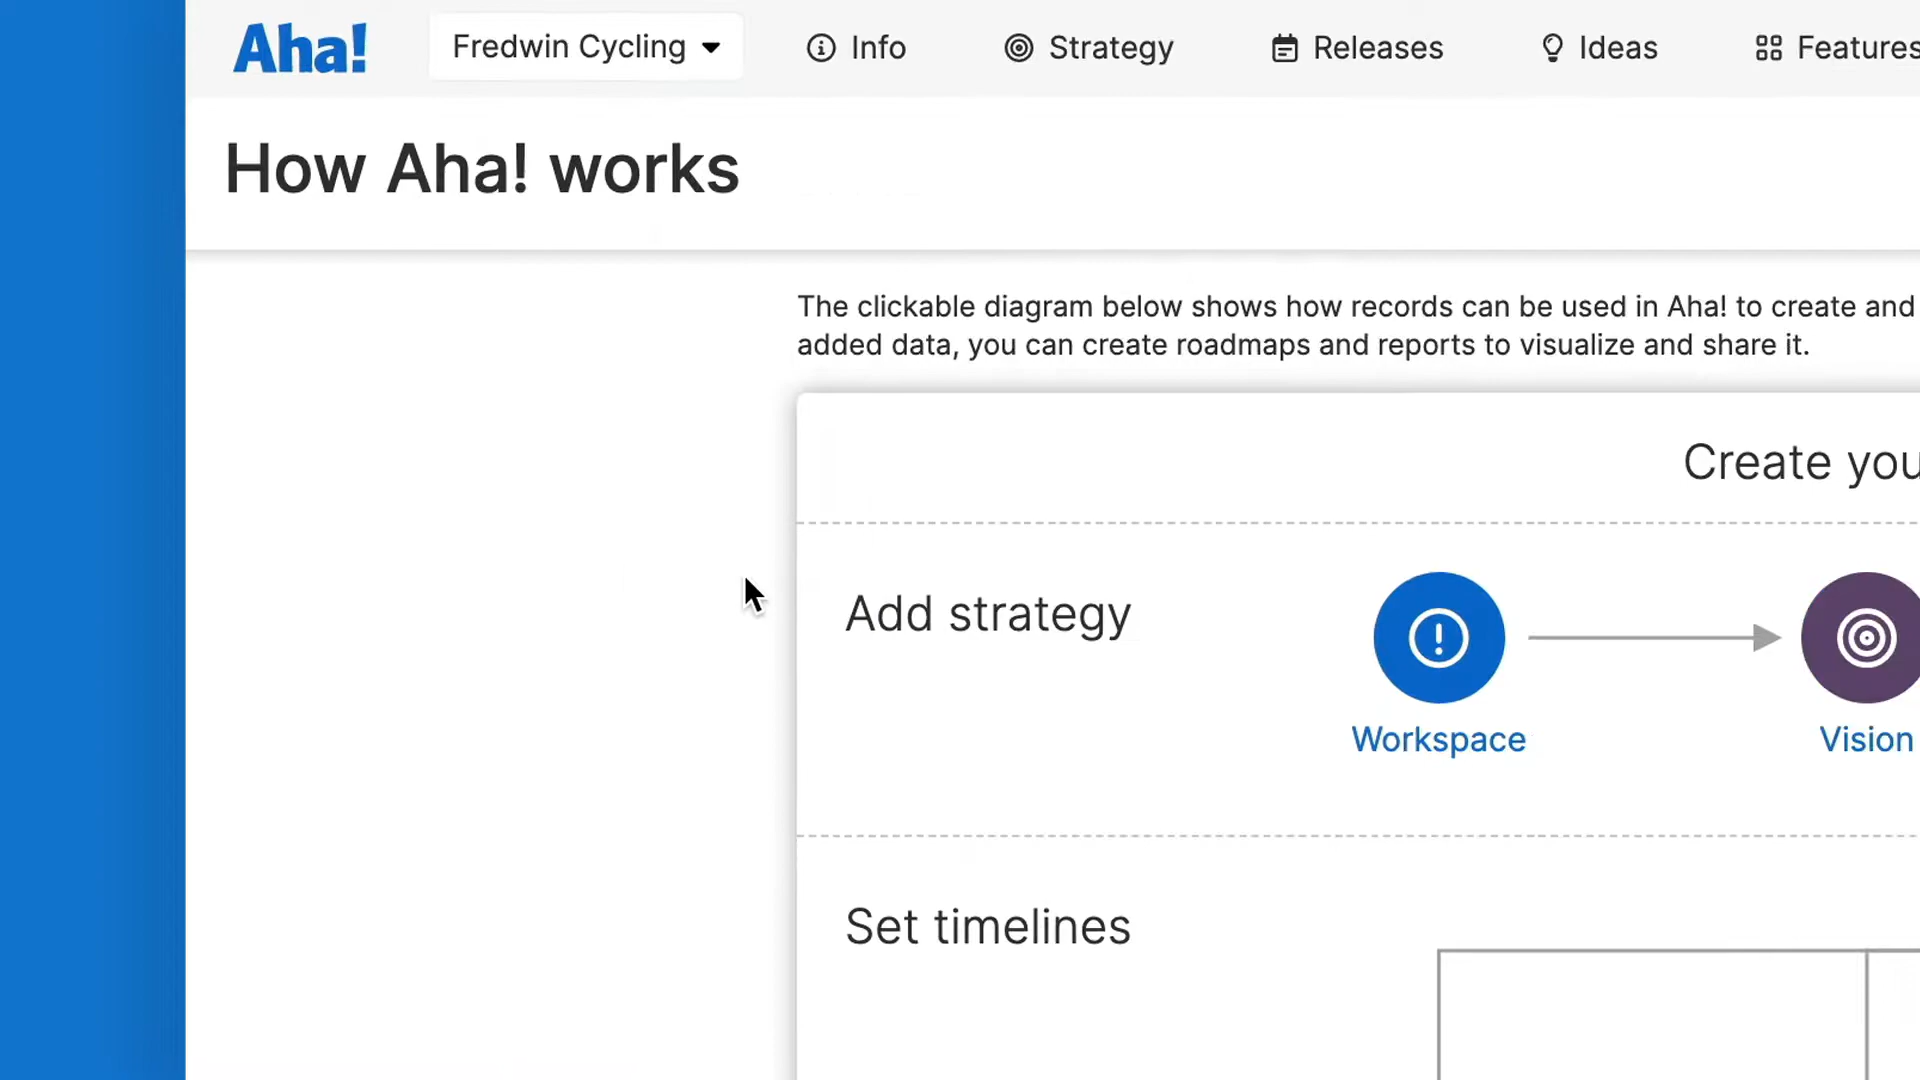 Aha! Fredwin Cycling Info Strategy Releases Ideas Features
How Aha! works
The clickable diagram below shows how records can be used in Aha! to create and
added data, you can create roadmaps and reports to visualize and share it.
Create you
Add strategy
Workspace Vision
Set timelines